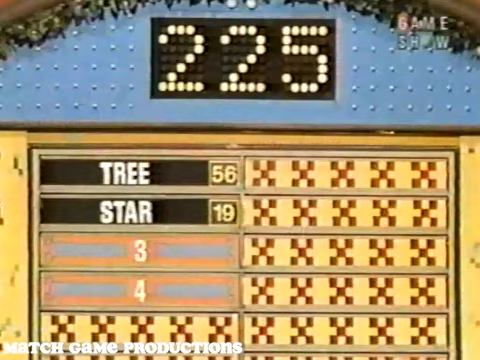 GAME
SHOW
225
TREE 56
STAR 19
3
4
MATCH GAME PRODUCTIONS